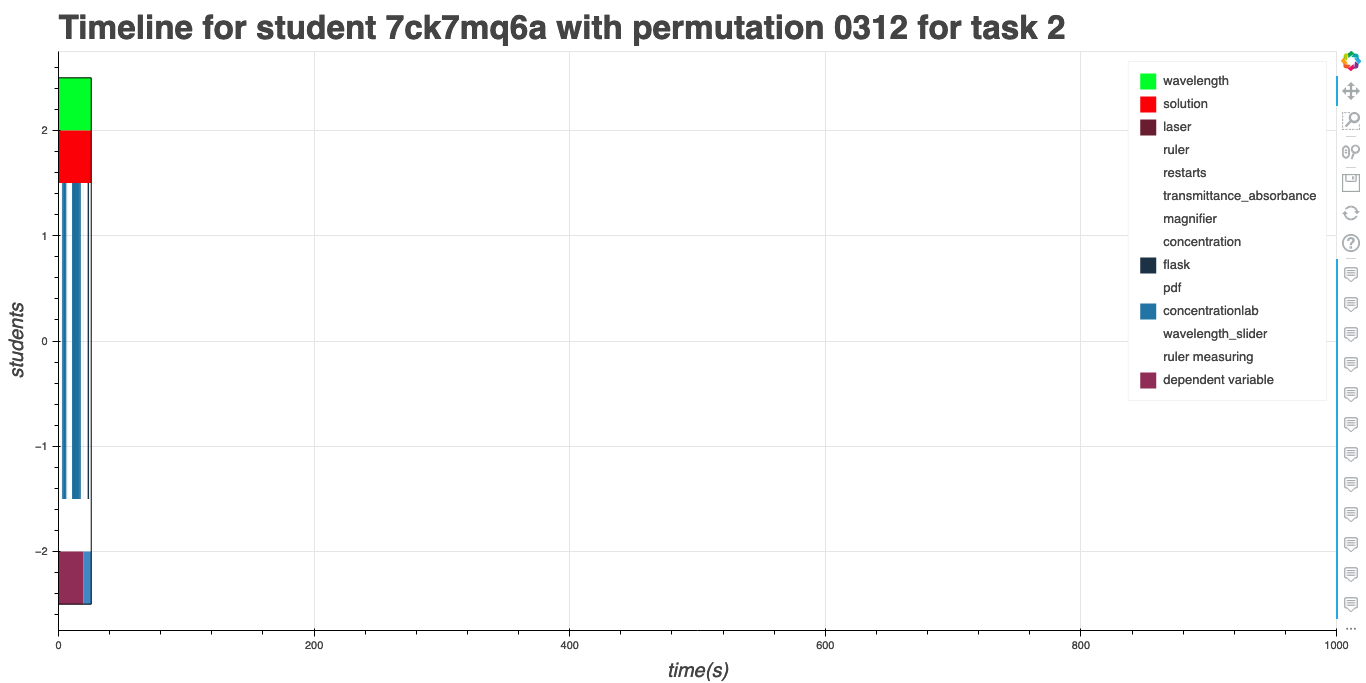 Timeline for student 7ck7mq6a with permutation 0312 for task 2
wavelength
solution
laser
ruler
restarts
transmittance_absorbance
magnifier
concentration
flask
pdf
concentrationlab
wavelength_slider
ruler measuring
dependent variable
students
2
1
0
−1
−2
0
200
400
600
800
1000
time(s)